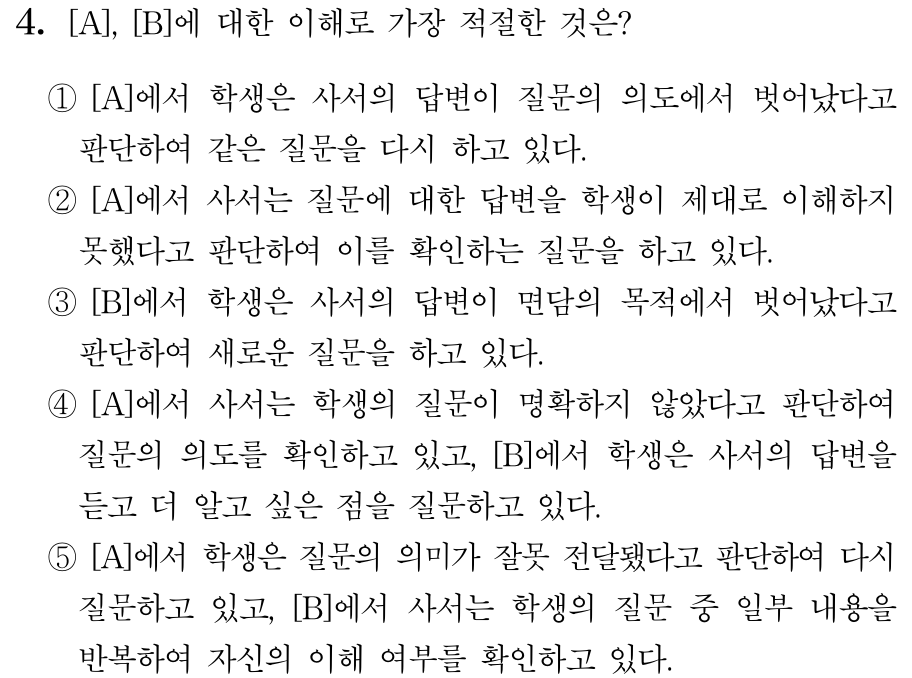 4. [A], [B]에 대한 이해로 가장 적절한 것은?
① [A]에서 학생은 사서의 답변이 질문의 의도에서 벗어났다고
판단하여 같은 질문을 다시 하고 있다.
② [A]에서 사서는 질문에 대한 답변을 학생이 제대로 이해하지
못했다고 판단하여 이를 확인하는 질문을 하고 있다.
③ [B]에서 학생은 사서의 답변이 면담의 목적에서 벗어났다고
판단하여 새로운 질문을 하고 있다.
④ [A]에서 사서는 학생의 질문이 명확하지 않았다고 판단하여
질문의 의도를 확인하고 있고, [B]에서 학생은 사서의 답변을
듣고 더 알고 싶은 점을 질문하고 있다.
⑤ [A]에서 학생은 질문의 의미가 잘못 전달됐다고 판단하여 다시
질문하고 있고, [B]에서 사서는 학생의 질문 중 일부 내용을
반복하여 자신의 이해 여부를 확인하고 있다.